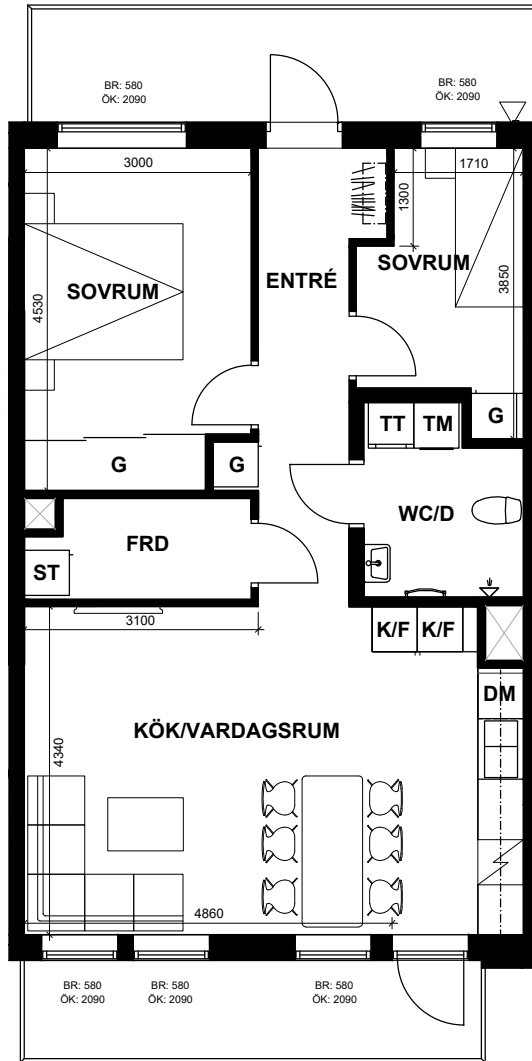 BR: 580
ÖK: 2090
BR: 580
ÖK: 2090
3000
1710
1300
SOVRUM
ENTRÉ
SOVRUM
4530
3850
TT
TM
G
G
G
WC/D
FRD
ST
3100
K/F
K/F
DM
KÖK/VARDAGSRUM
4340
4860
BR: 580
ÖK: 2090
BR: 580
ÖK: 2090
BR: 580
ÖK: 2090